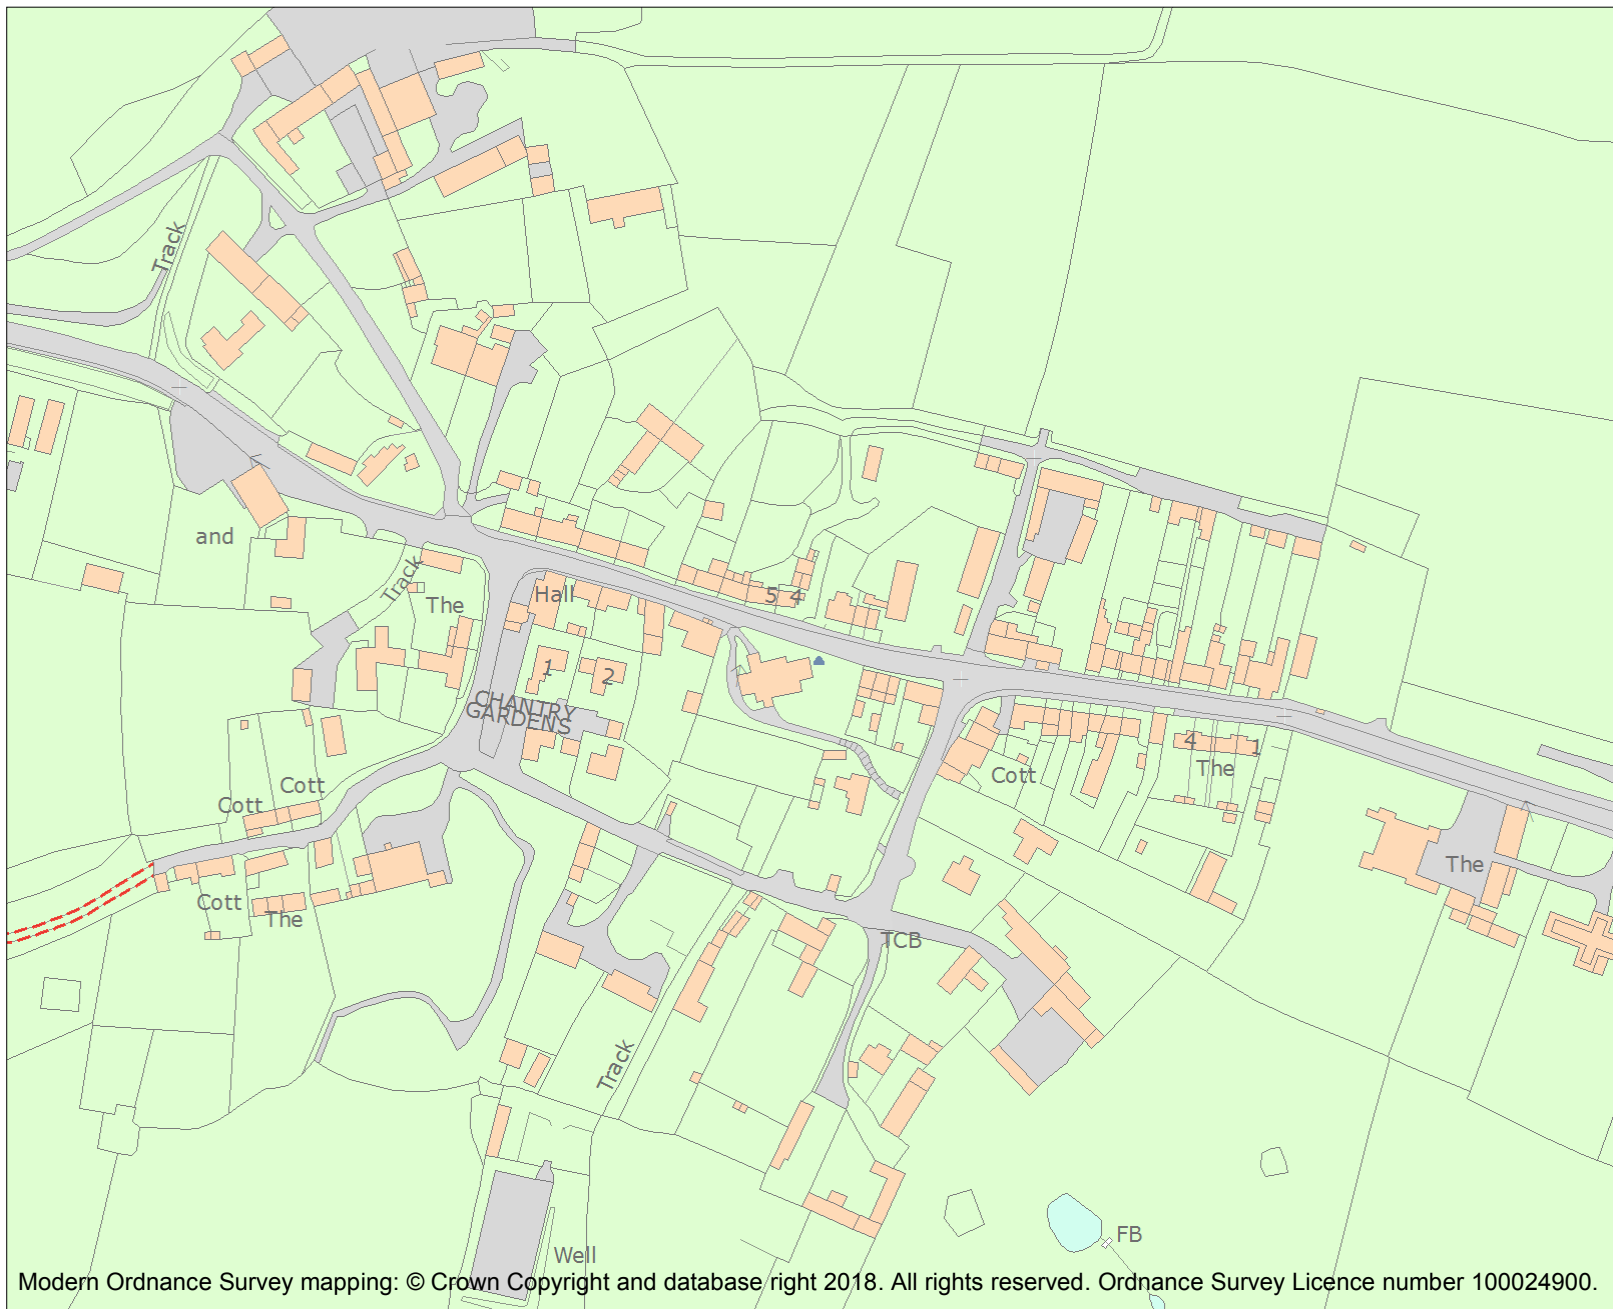 Track
and
Track
The
Hall
5 4
1
2
CHANTRY
GARDENS
4
1
The
Cott
Cott
Cott
The
Cott
The
TCB
Track
FB
Well
Modern Ordnance Survey mapping: © Crown Copyright and database right 2018. All rights reserved. Ordnance Survey Licence number 100024900.